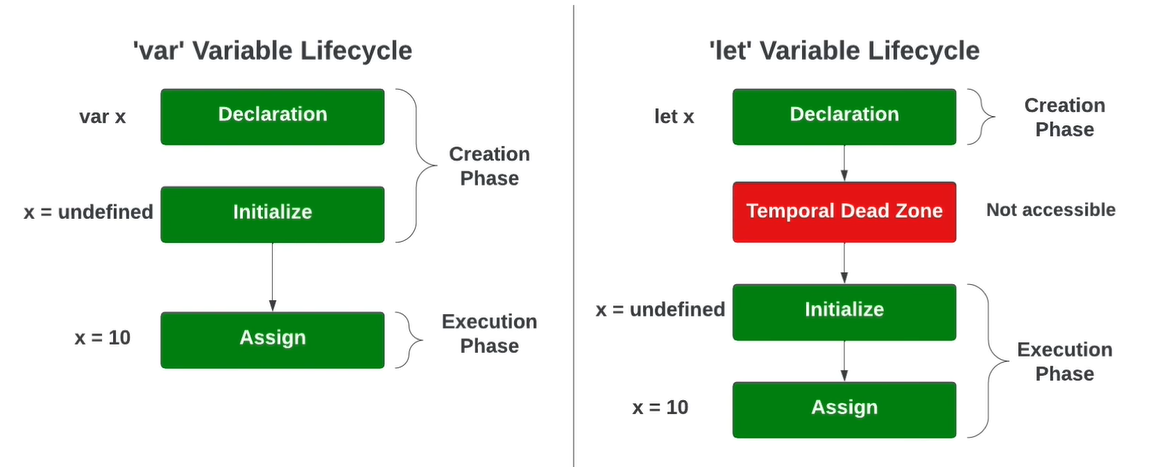 'var' Variable Lifecycle
var x
Declaration
Creation
Phase
x = undefined
Initialize
x = 10
Assign
Execution
Phase
'let' Variable Lifecycle
let x
Declaration
Creation
Phase
Temporal Dead Zone
Not accessible
x = undefined
Initialize
Execution
Phase
x = 10
Assign